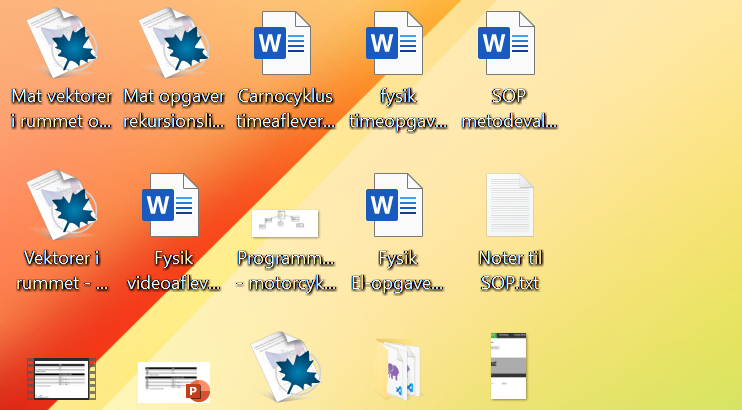 Mat vektorer
i rummet o...
Mat opgaver
rekursionsli...
Carnocyklus
timeaflever...
fysik
timeopgav...
SOP
metodeval...
Vektorer i
rummet - ...
Fysik
videoaflev...
Programm...
- motorcyk...
Fysik
El-opgave...
Noter til
SOP.txt